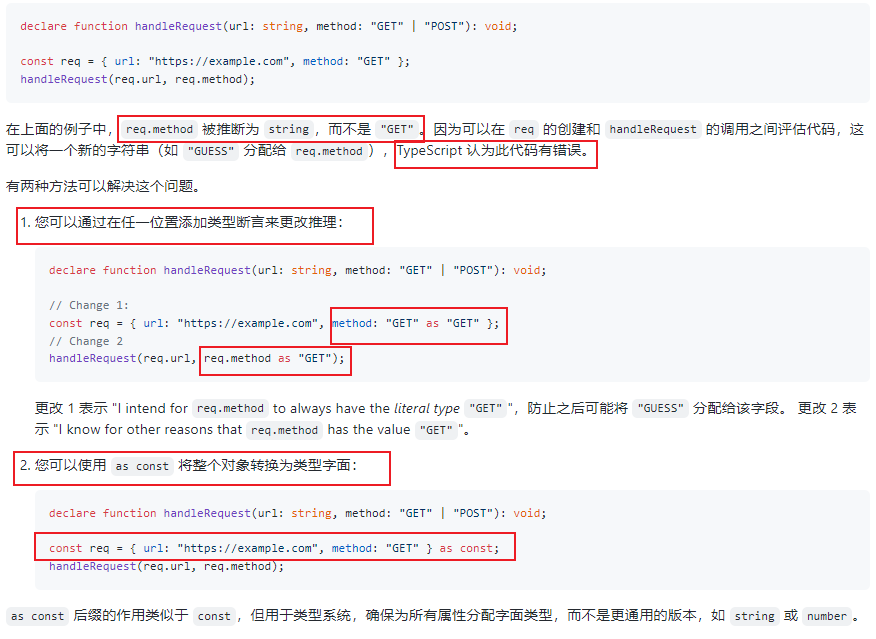 declare function handleRequest(url: string, method: "GET" | "POST"): void;
const req = { url: "https://example.com", method: "GET" };
handleRequest(req.url, req.method);
在上面的例子中，req.method 被推断为 string，而不是 "GET"。因为可以在 req 的创建和 handleRequest 的调用之间评估代码，这
可以将一个新的字符串（如 "GUESS" 分配给 req.method），TypeScript 认为此代码有错误。
有两种方法可以解决这个问题。
1. 您可以通过在任一位置添加类型断言来更改推理：
declare function handleRequest(url: string, method: "GET" | "POST"): void;
// Change 1:
const req = { url: "https://example.com", method: "GET" as "GET" };
// Change 2
handleRequest(req.url, req.method as "GET");
更改 1 表示 "I intend for req.method to always have the literal type "GET""，防止之后可能将 "GUESS" 分配给该字段。 更改 2 表
示 "I know for other reasons that req.method has the value "GET""。
2. 您可以使用 as const 将整个对象转换为类型字面：
declare function handleRequest(url: string, method: "GET" | "POST"): void;
const req = { url: "https://example.com", method: "GET" } as const;
handleRequest(req.url, req.method);
as const 后缀的作用类似于 const，但用于类型系统，确保为所有属性分配字面类型，而不是更通用的版本，如 string 或 number。